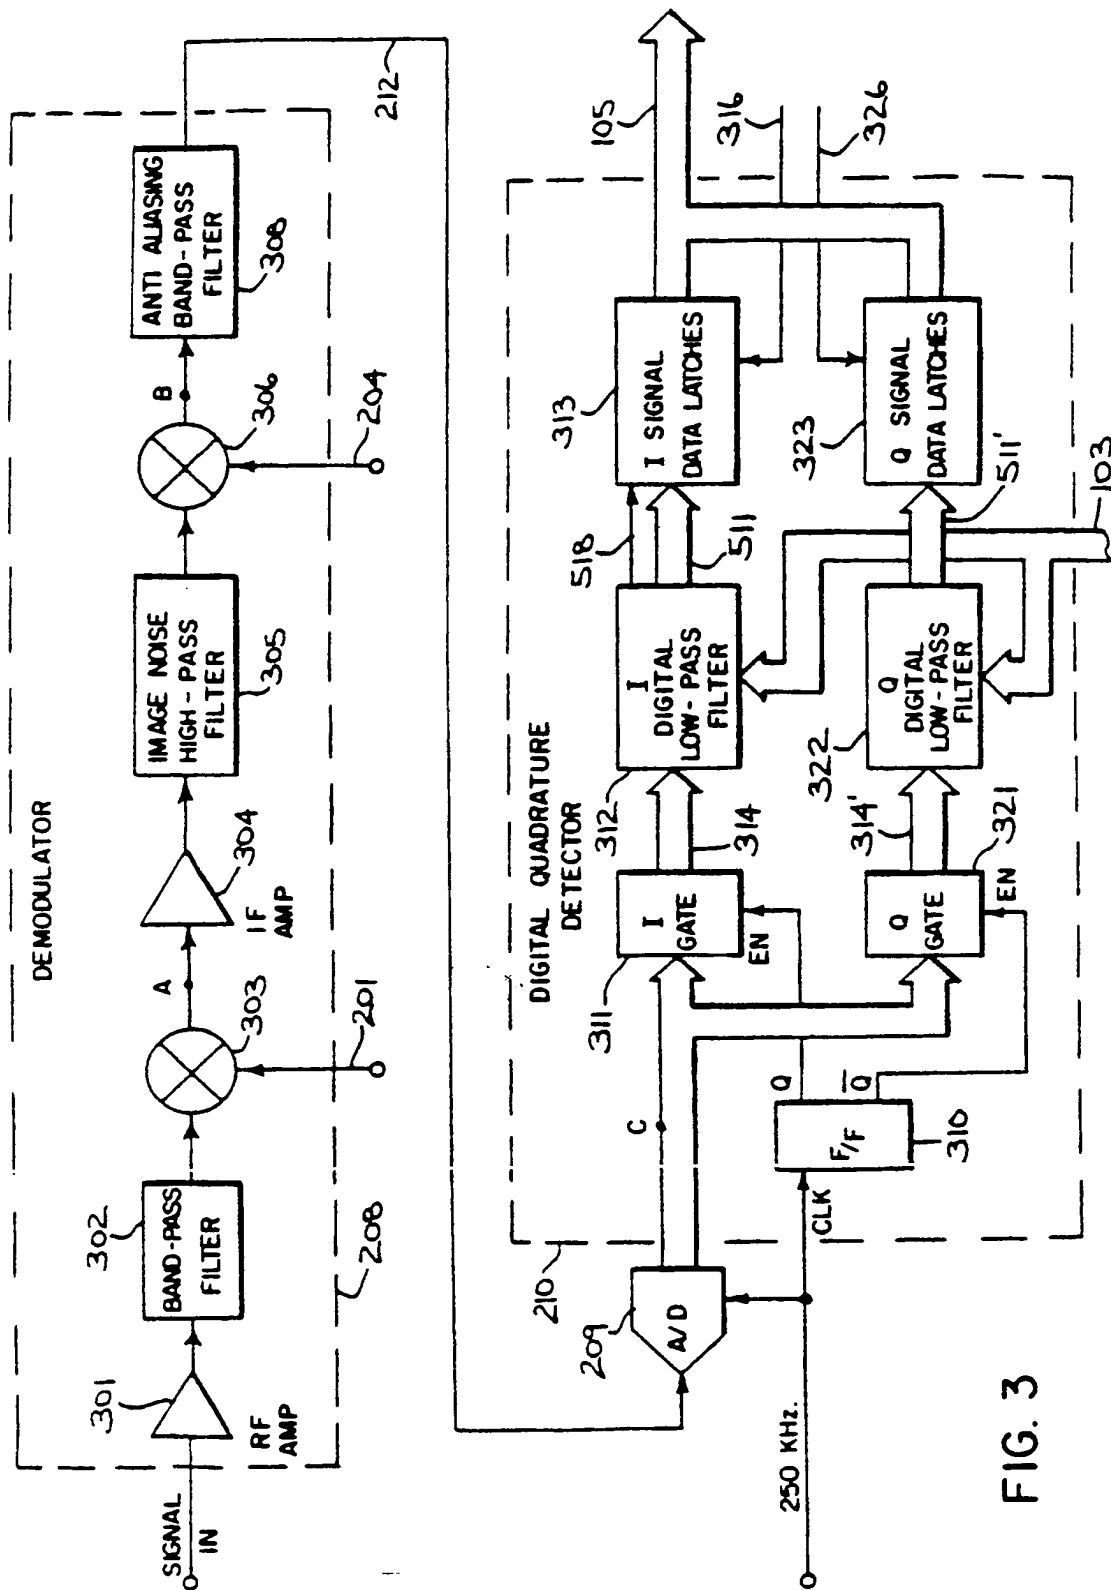 DEMODULATOR
SIGNAL
IN
301
RF
AMP
302
BAND-PASS
FILTER
208
303
201
A
304
IF
AMP
IMAGE NOISE
HIGH-PASS
FILTER
305
306
204
B
ANTI ALIASING
BAND-PASS
FILTER
308
212
DIGITAL QUADRATURE
DETECTOR
210
209
A/D
250 KHz.
C
CLK
F/F
310
Q
Q̅
311
I
GATE
EN
314
312
I
DIGITAL
LOW-PASS
FILTER
518
511
313
I SIGNAL
DATA LATCHES
105
316
326
Q
GATE
321
EN
314'
322
Q
DIGITAL
LOW-PASS
FILTER
511'
103
323
Q SIGNAL
DATA LATCHES
FIG. 3